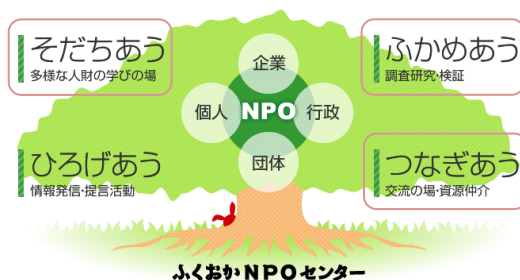 そだちあう
多様な人財の学びの場
ふかめあう
調査研究・検証
企業
個人
NPO
行政
団体
ひろげあう
情報発信・提言活動
つなぎあう
交流の場・資源仲介
ふくおかNPOセンター